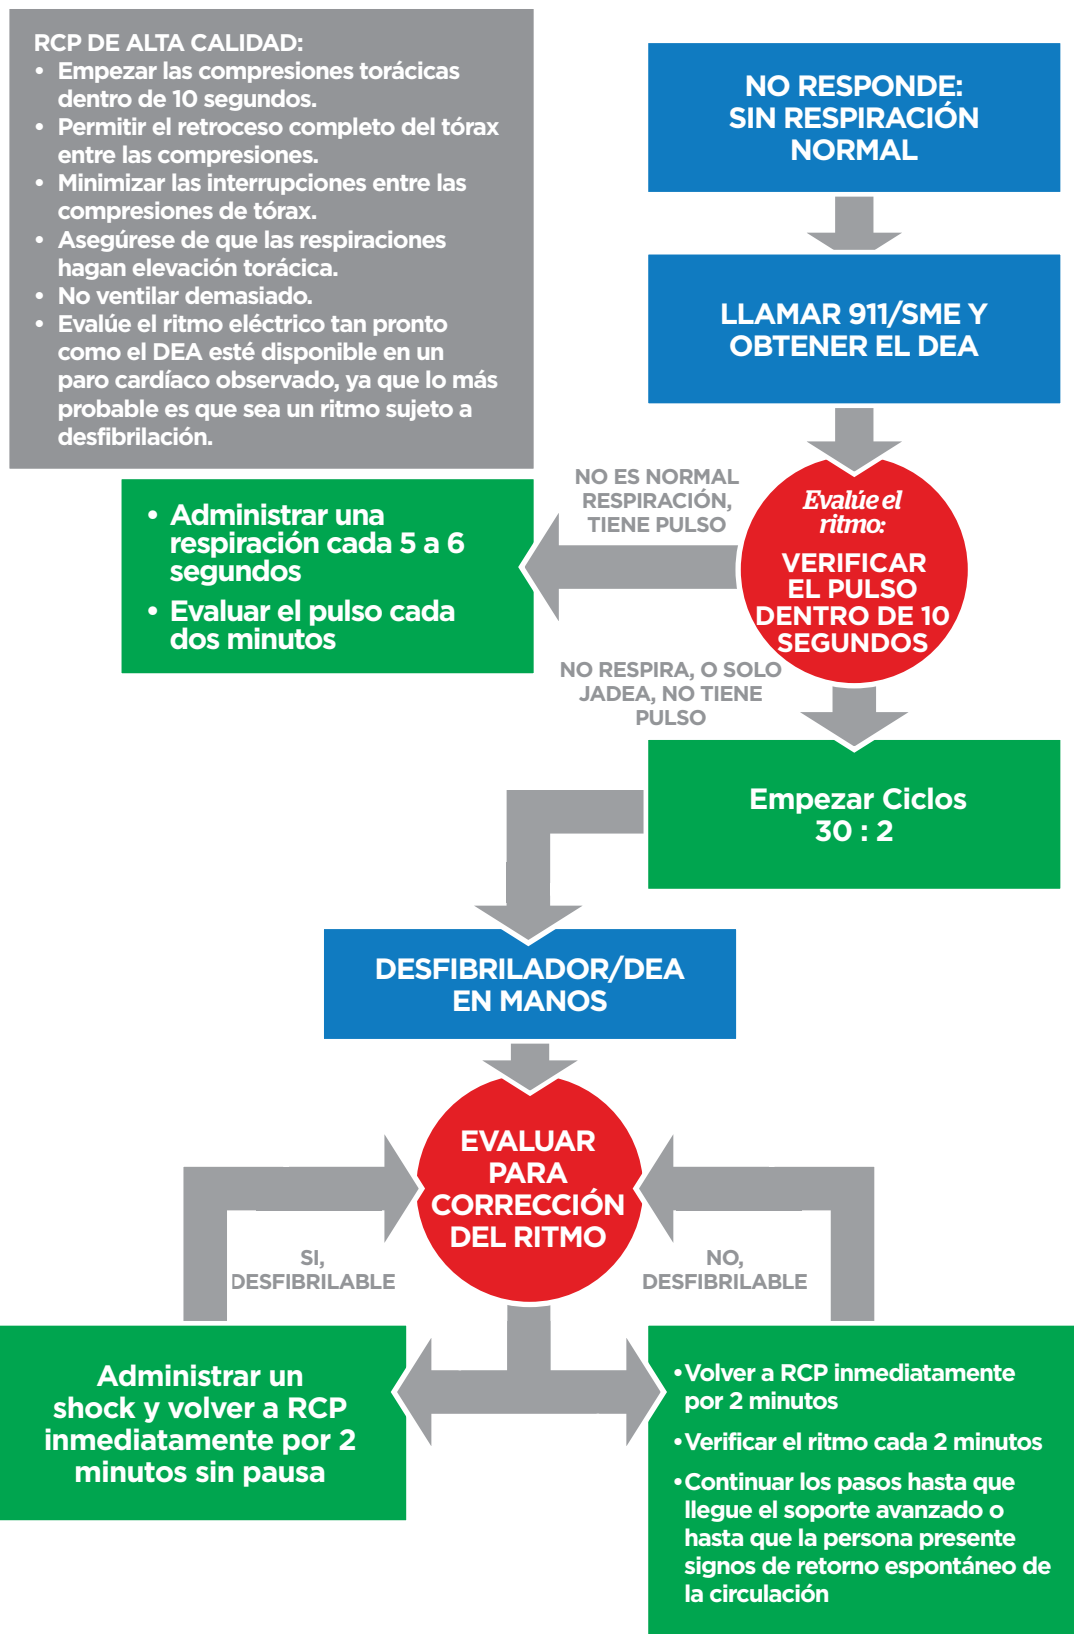 RCP DE ALTA CALIDAD:
• Empezar las compresiones torácicas
dentro de 10 segundos.
• Permitir el retroceso completo del tórax
entre las compresiones.
• Minimizar las interrupciones entre las
compresiones de tórax.
• Asegúrese de que las respiraciones
hagan elevación torácica.
• No ventilar demasiado.
• Evalúe el ritmo eléctrico tan pronto
como el DEA esté disponible en un
paro cardíaco observado, ya que lo más
probable es que sea un ritmo sujeto a
desfibrilación.
NO RESPONDE:
SIN RESPIRACIÓN
NORMAL
LLAMAR 911/SME Y
OBTENER EL DEA
Evalúe el
ritmo:
VERIFICAR
EL PULSO
DENTRO DE 10
SEGUNDOS
NO ES NORMAL
RESPIRACIÓN,
TIENE PULSO
• Administrar una
respiración cada 5 a 6
segundos
• Evaluar el pulso cada
dos minutos
NO RESPIRA, O SOLO
JADEA, NO TIENE
PULSO
Empezar Ciclos
30 : 2
DESFIBRILADOR/DEA
EN MANOS
EVALUAR
PARA
CORRECCIÓN
DEL RITMO
SI,
DESFIBRILABLE
NO,
DESFIBRILABLE
Administrar un
shock y volver a RCP
inmediatamente por 2
minutos sin pausa
• Volver a RCP inmediatamente
por 2 minutos
• Verificar el ritmo cada 2 minutos
• Continuar los pasos hasta que
llegue el soporte avanzado o
hasta que la persona presente
signos de retorno espontáneo de
la circulación